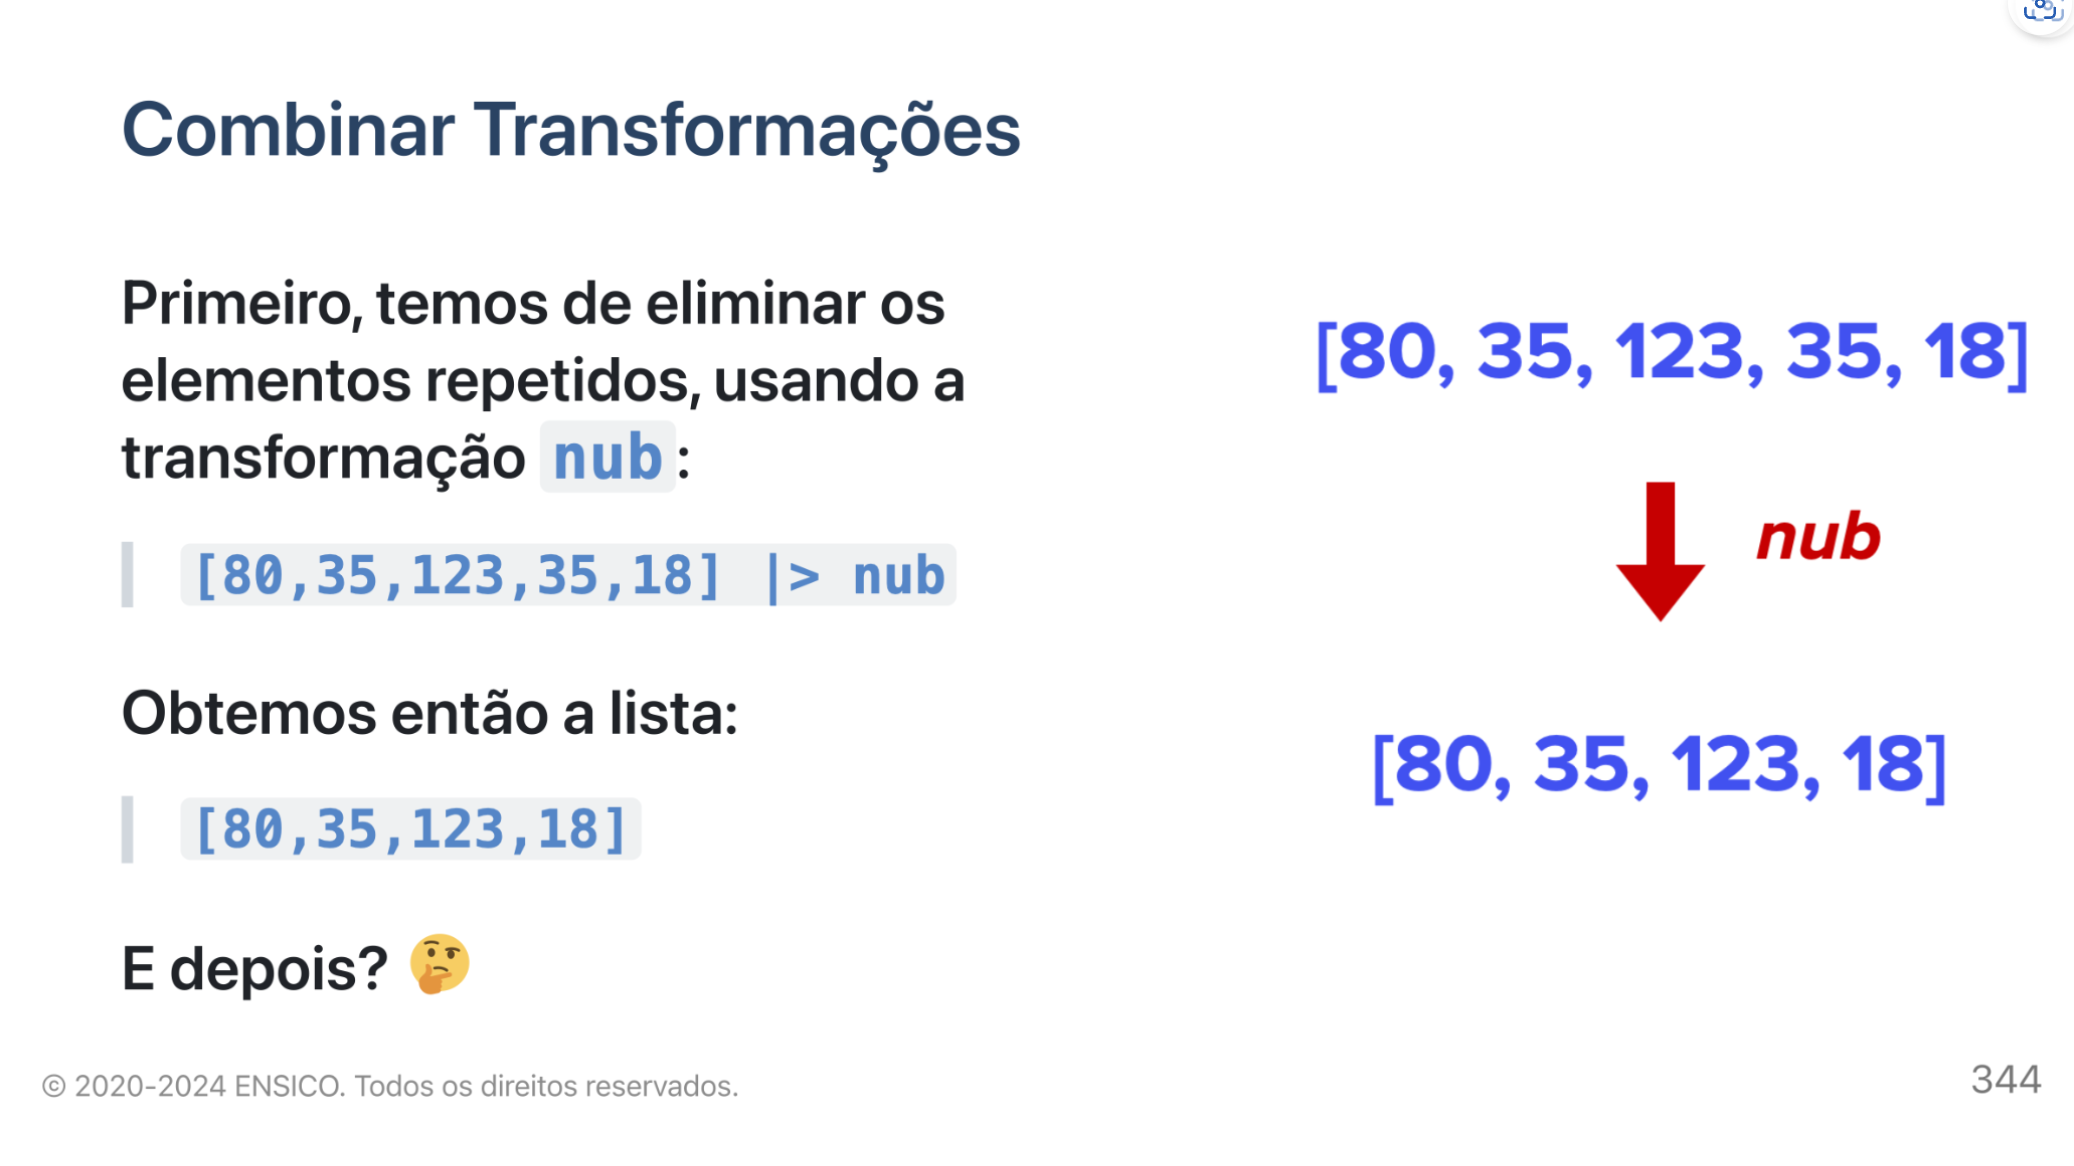 Combinar Transformações
Primeiro, temos de eliminar os
elementos repetidos, usando a
transformação nub:
[80,35,123,35,18] |> nub
Obtemos então a lista:
[80,35,123,18]
E depois? 🤔
[80, 35, 123, 35, 18]
nub
[80, 35, 123, 18]
© 2020-2024 ENSICO. Todos os direitos reservados.
344